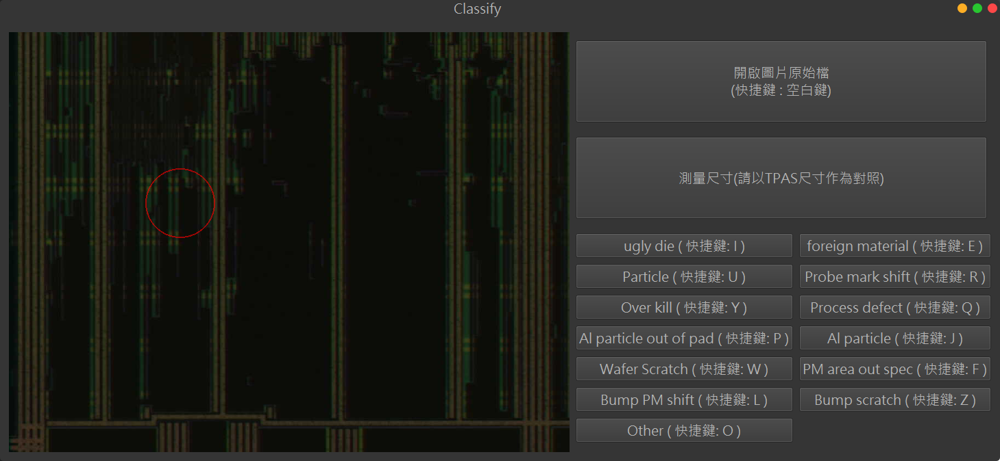 Classify
開啟圖片原始檔
(快捷鍵 : 空白鍵)
測量尺寸(請以TPAS尺寸作為對照)
ugly die ( 快捷鍵: I )
foreign material ( 快捷鍵: E )
Particle ( 快捷鍵: U )
Probe mark shift ( 快捷鍵: R )
Over kill ( 快捷鍵: Y )
Process defect ( 快捷鍵: Q )
Al particle out of pad ( 快捷鍵: P )
Al particle ( 快捷鍵: J )
Wafer Scratch ( 快捷鍵: W )
PM area out spec ( 快捷鍵: F )
Bump PM shift ( 快捷鍵: L )
Bump scratch ( 快捷鍵: Z )
Other ( 快捷鍵: O )